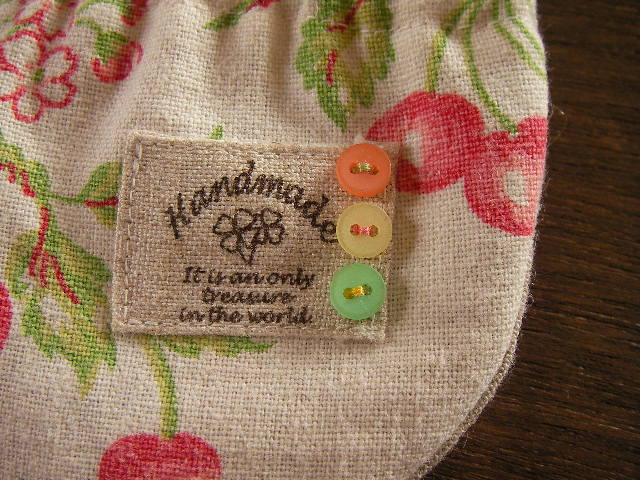 Handmade
It is an only
treasure
in the world.